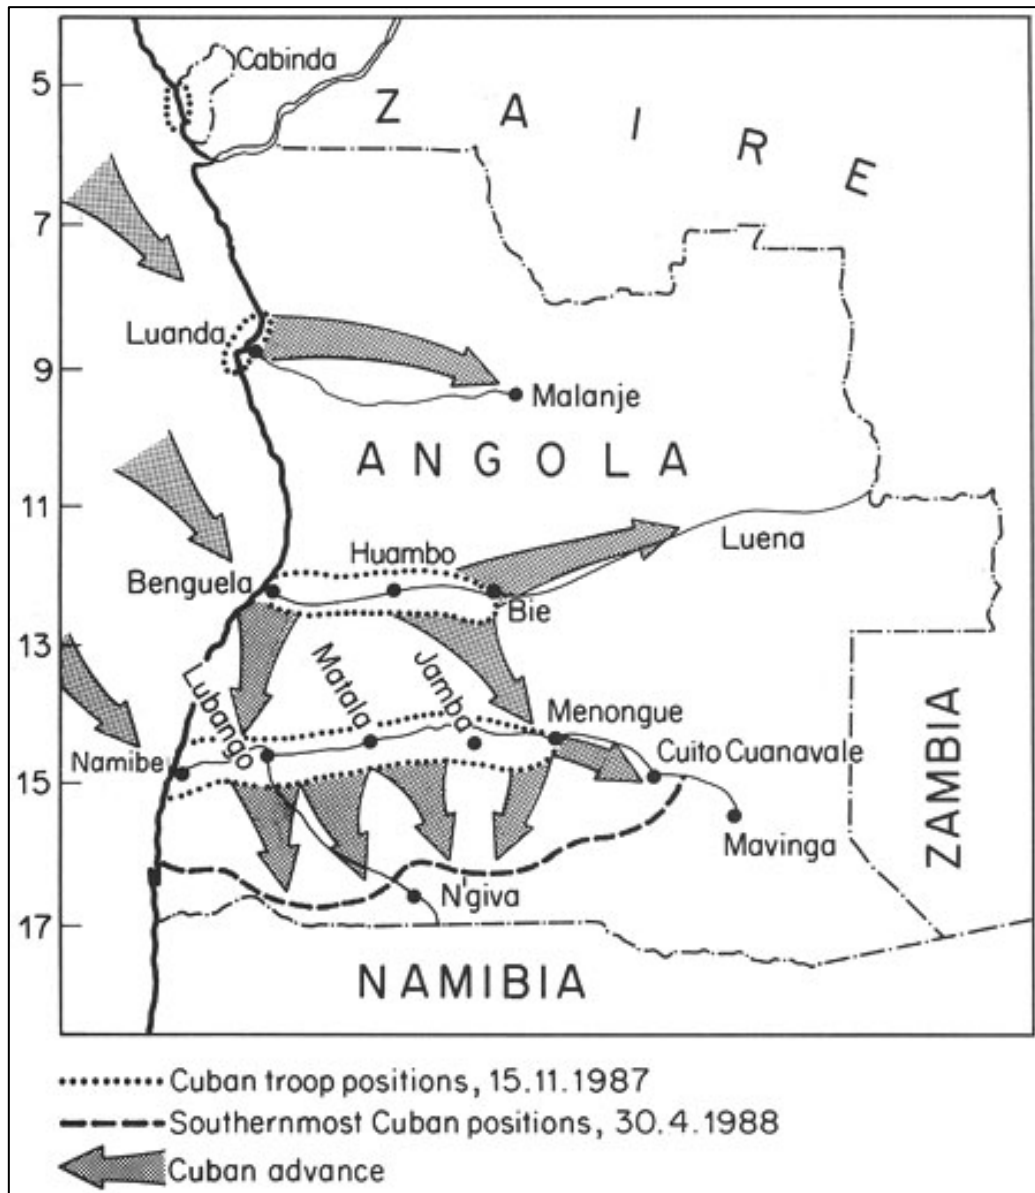 Cabinda
5
ZAIRE
7
Luanda
9
Malanje
ANGOLA
11
Huambo
Luena
Benguela
Bie
13
Lubango
Matala
Jamba
Menongue
Namibe
Cuito Cuanavale
15
ZAMBIA
Mavinga
N'giva
17
NAMIBIA
Cuban troop positions, 15.11.1987
Southernmost Cuban positions, 30.4.1988
Cuban advance